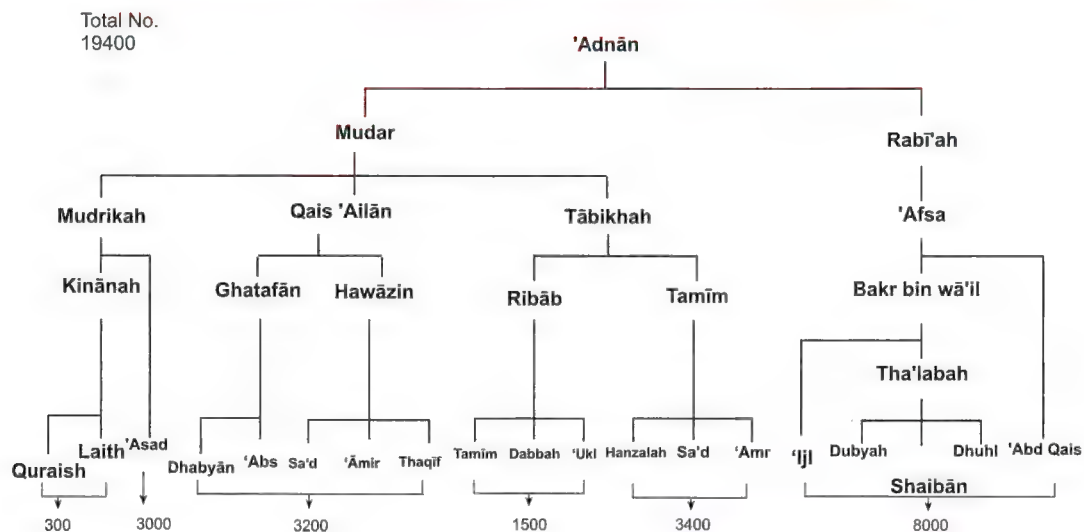 Total No.
19400
'Adnān
Mudar
Rabī'ah
Mudrikah
Qais 'Ailān
Tābikhah
'Afsa
Kinānah
Ghatafān
Hawāzin
Ribāb
Tamīm
Bakr bin wā'il
Tha'labah
Quraish
Laith
'Asad
Dhabyān
'Abs
Sa'd
'Āmir
Thaqīf
Tamīm
Dabbah
'Ukl
Hanzalah
Sa'd
'Amr
'Ijl
Dubyah
Dhuhl
'Abd Qais
Shaibān
300
3000
3200
1500
3400
8000